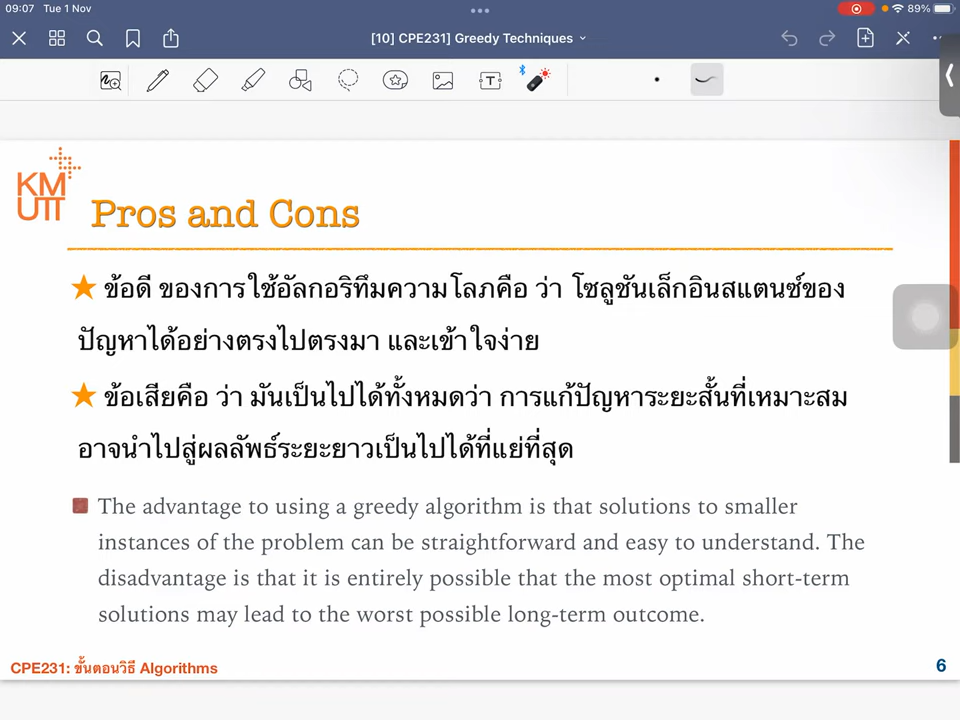 09:07 Tue 1 Nov
89%
[10] CPE231] Greedy Techniques
KM
UTT
Pros and Cons
ข้อดี ของการใช้อัลกอริทึมความโลภคือ ว่า โซลูชันเล็กอินสแตนซ์ของ
ปัญหาได้อย่างตรงไปตรงมา และเข้าใจง่าย
ข้อเสียคือ ว่า มันเป็นไปได้ทั้งหมดว่า การแก้ปัญหาระยะสั้นที่เหมาะสม
อาจนำไปสู่ผลลัพธ์ระยะยาวเป็นไปได้ที่แย่ที่สุด
The advantage to using a greedy algorithm is that solutions to smaller
instances of the problem can be straightforward and easy to understand. The
disadvantage is that it is entirely possible that the most optimal short-term
solutions may lead to the worst possible long-term outcome.
CPE231: ขั้นตอนวิธี Algorithms
6